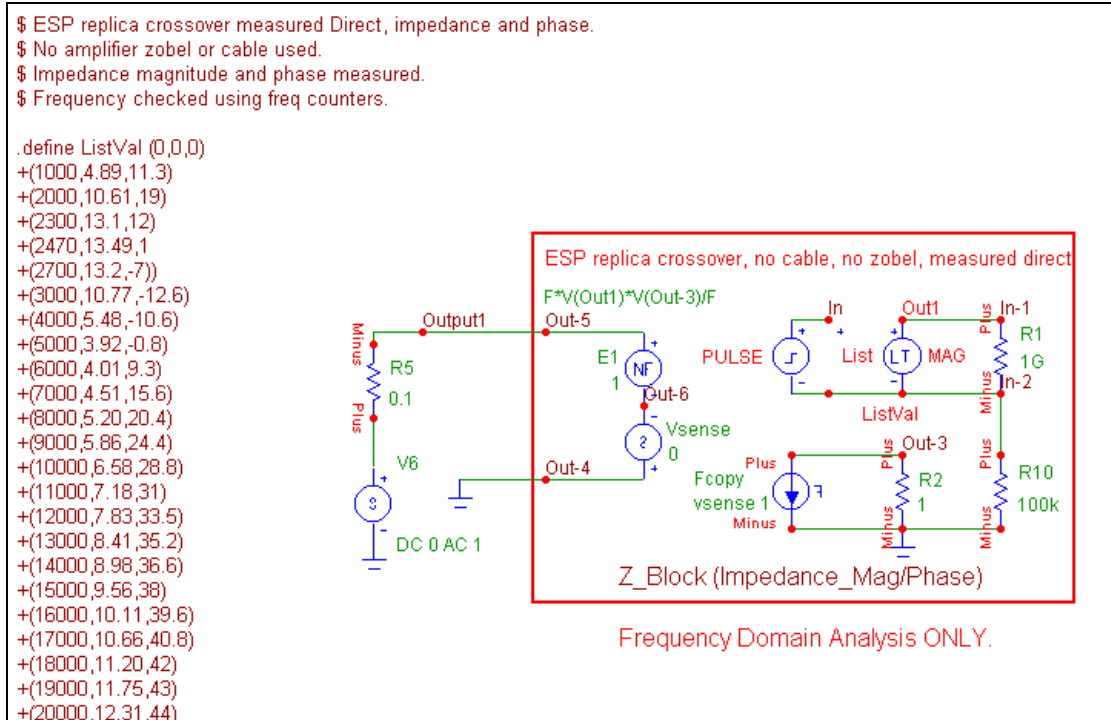 $ ESP replica crossover measured Direct, impedance and phase.
$ No amplifier zobel or cable used.
$ Impedance magnitude and phase measured.
$ Frequency checked using freq counters.
.define ListVal (0,0,0)
+(1000,4.89,11.3)
+(2000,10.61,19)
+(2300,13.1,12)
+(2470,13.49,1
+(2700,13.2,-7))
+(3000,10.77,-12.6)
+(4000,5.48,-10.6)
+(5000,3.92,-0.8)
+(6000,4.01,9.3)
+(7000,4.51,15.6)
+(8000,5.20,20.4)
+(9000,5.86,24.4)
+(10000,6.58,28.8)
+(11000,7.18,31)
+(12000,7.83,33.5)
+(13000,8.41,35.2)
+(14000,8.98,36.6)
+(15000,9.56,38)
+(16000,10.11,39.6)
+(17000,10.66,40.8)
+(18000,11.20,42)
+(19000,11.75,43)
+(20000,12.31,44)
ESP replica crossover, no cable, no zobel, measured direct
F*V(Out1)*V(Out-3)/F
Output1
Out-5
Minus
R5
0.1
Plus
V6
S
DC 0 AC 1
E1
1
NF
Out-6
Vsense
0
Out-4
In
PULSE
Out1
List
LT
MAG
ListVal
In-1
Plus
R1
1G
Minus
In-2
Out-3
Plus
Fcopy
vsense 1
Minus
Plus
R2
1
Minus
Plus
R10
100k
Minus
Z_Block (Impedance_Mag/Phase)
Frequency Domain Analysis ONLY.